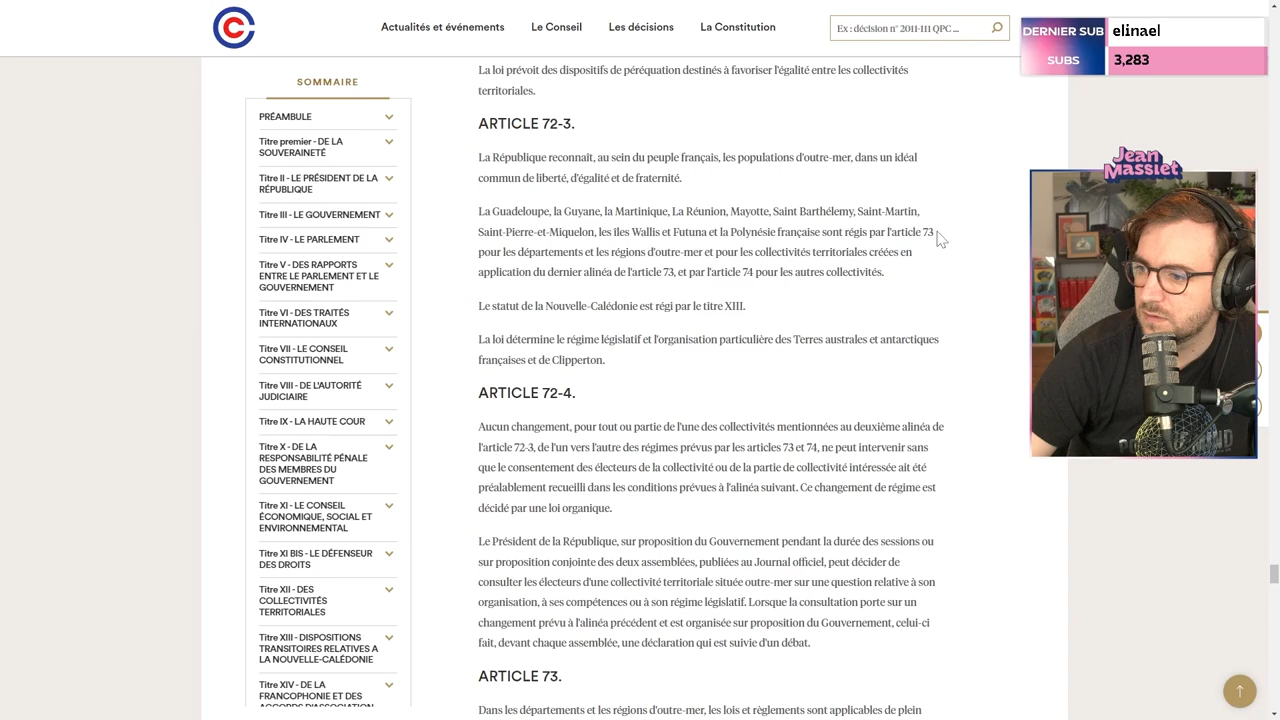 Actualités et événements
Le Conseil
Les décisions
La Constitution
Ex : décision n° 2011-111 QPC ...
DERNIER SUB
elinael
SUBS
3,283
Jean
Massiet
SOMMAIRE
PRÉAMBULE
Titre premier - DE LA
SOUVERAINETÉ
Titre II - LE PRÉSIDENT DE LA
RÉPUBLIQUE
Titre III - LE GOUVERNEMENT
Titre IV - LE PARLEMENT
Titre V - DES RAPPORTS
ENTRE LE PARLEMENT ET LE
GOUVERNEMENT
Titre VI - DES TRAITÉS
INTERNATIONAUX
Titre VII - LE CONSEIL
CONSTITUTIONNEL
Titre VIII - DE L'AUTORITÉ
JUDICIAIRE
Titre IX - LA HAUTE COUR
Titre X - DE LA
RESPONSABILITÉ PÉNALE
DES MEMBRES DU
GOUVERNEMENT
Titre XI - LE CONSEIL
ÉCONOMIQUE, SOCIAL ET
ENVIRONNEMENTAL
Titre XI BIS - LE DÉFENSEUR
DES DROITS
Titre XII - DES
COLLECTIVITÉS
TERRITORIALES
Titre XIII - DISPOSITIONS
TRANSITOIRES RELATIVES A
LA NOUVELLE-CALÉDONIE
Titre XIV - DE LA
FRANCOPHONIE ET DES
ACCORDS D'ASSOCIATION
La loi prévoit des dispositifs de péréquation destinés à favoriser l'égalité entre les collectivités
territoriales.
ARTICLE 72-3.
La République reconnaît, au sein du peuple français, les populations d'outre-mer, dans un idéal
commun de liberté, d'égalité et de fraternité.
La Guadeloupe, la Guyane, la Martinique, La Réunion, Mayotte, Saint Barthélemy, Saint-Martin,
Saint-Pierre-et-Miquelon, les îles Wallis et Futuna et la Polynésie française sont régis par l'article 73
pour les départements et les régions d'outre-mer et pour les collectivités territoriales créées en
application du dernier alinéa de l'article 73, et par l'article 74 pour les autres collectivités.
Le statut de la Nouvelle-Calédonie est régi par le titre XIII.
La loi détermine le régime législatif et l'organisation particulière des Terres australes et antarctiques
françaises et de Clipperton.
ARTICLE 72-4.
Aucun changement, pour tout ou partie de l'une des collectivités mentionnées au deuxième alinéa de
l'article 72-3, de l'un vers l'autre des régimes prévus par les articles 73 et 74, ne peut intervenir sans
que le consentement des électeurs de la collectivité ou de la partie de collectivité intéressée ait été
préalablement recueilli dans les conditions prévues à l'alinéa suivant. Ce changement de régime est
décidé par une loi organique.
Le Président de la République, sur proposition du Gouvernement pendant la durée des sessions ou
sur proposition conjointe des deux assemblées, publiées au Journal officiel, peut décider de
consulter les électeurs d'une collectivité territoriale située outre-mer sur une question relative à son
organisation, à ses compétences ou à son régime législatif. Lorsque la consultation porte sur un
changement prévu à l'alinéa précédent et est organisée sur proposition du Gouvernement, celui-ci
fait, devant chaque assemblée, une déclaration qui est suivie d'un débat.
ARTICLE 73.
Dans les départements et les régions d'outre-mer, les lois et règlements sont applicables de plein